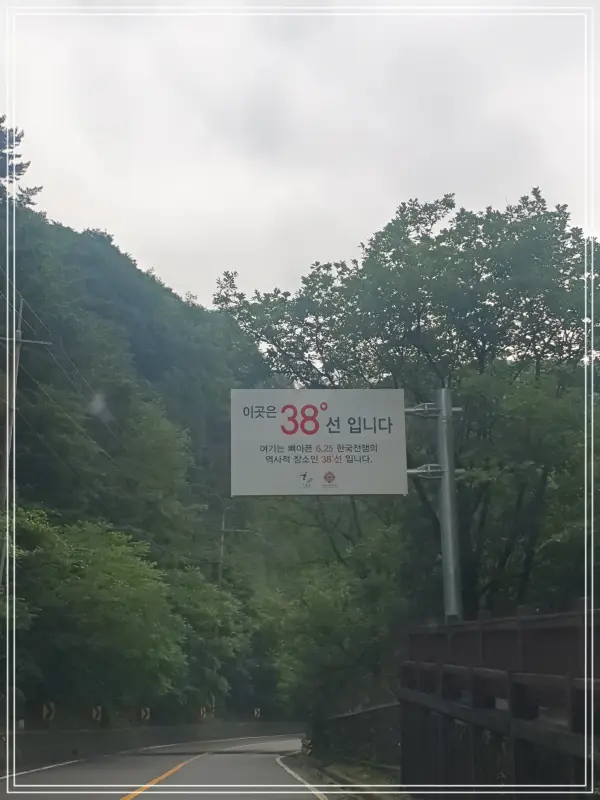 이곳은 38°선 입니다
여기는 뼈아픈 6.25 한국전쟁의
역사적 장소인 38°선 입니다.